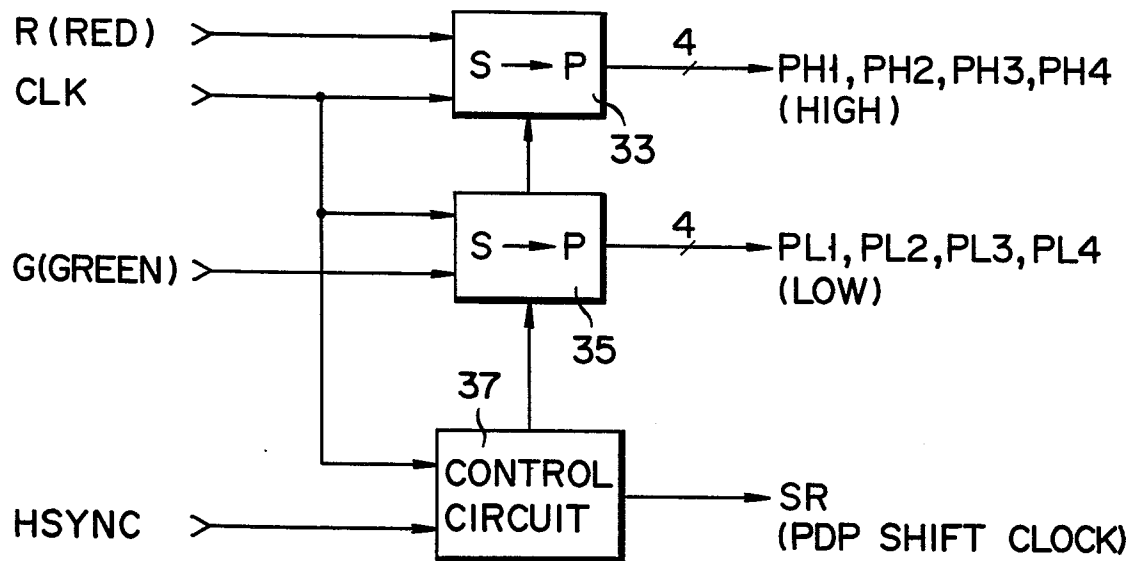 R (RED)
CLK
S → P
33
4
PH1, PH2, PH3, PH4
(HIGH)
G(GREEN)
S → P
35
4
PL1, PL2, PL3, PL4
(LOW)
37
CONTROL
CIRCUIT
HSYNC
SR
(PDP SHIFT CLOCK)